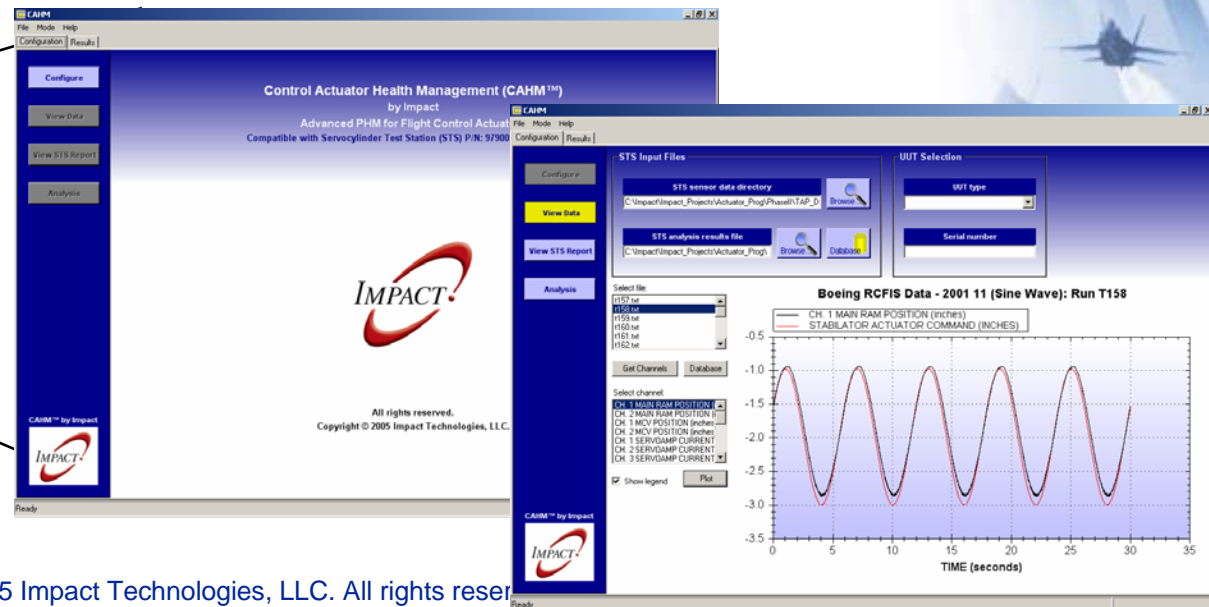 CAHM
File Mode Help
Configuration Results
Configure
View Data
View STS Report
Analysis
Control Actuator Health Management (CAHM™)
by Impact
Advanced PHM for Flight Control
Compatible with Servocylinder Test Station (STS) P/N:
IMPACT
All rights reserved.
Copyright © 2005 Impact Technologies, LLC.
CAHM™ by Impact
IMPACT
Ready
CAHM
File Mode Help
Configuration Results
Configure
View Data
View STS Report
Analysis
CAHM™ by Impact
IMPACT
STS Input Files
STS sensor data directory
C:\Impact\Impact_Projects\Actuator_Prog\PhaseII\TAP_D
Browse
STS analysis results file
C:\Impact\Impact_Projects\Actuator_Prog\
Browse
Database
UUT Selection
UUT type
Serial number
Select file:
r157.txt
r158.txt
r159.txt
r160.txt
r161.txt
r162.txt
Get Channels Database
Select channel:
CH. 1 MAIN RAM POSITION (
CH. 2 MAIN RAM POSITION (
CH. 1 MCV POSITION (inches
CH. 2 MCV POSITION (inches
CH. 1 SERVOAMP CURRENT
CH. 2 SERVOAMP CURRENT
CH. 3 SERVOAMP CURRENT
Show legend Plot
Boeing RCFIS Data - 2001 11 (Sine Wave): Run T158
CH. 1 MAIN RAM POSITION (inches)
STABILATOR ACTUATOR COMMAND (INCHES)
-0.5
-1.0
-1.5
-2.0
-2.5
-3.0
-3.5
0 5 10 15 20 25 30 35
TIME (seconds)
Ready
5 Impact Technologies, LLC. All rights